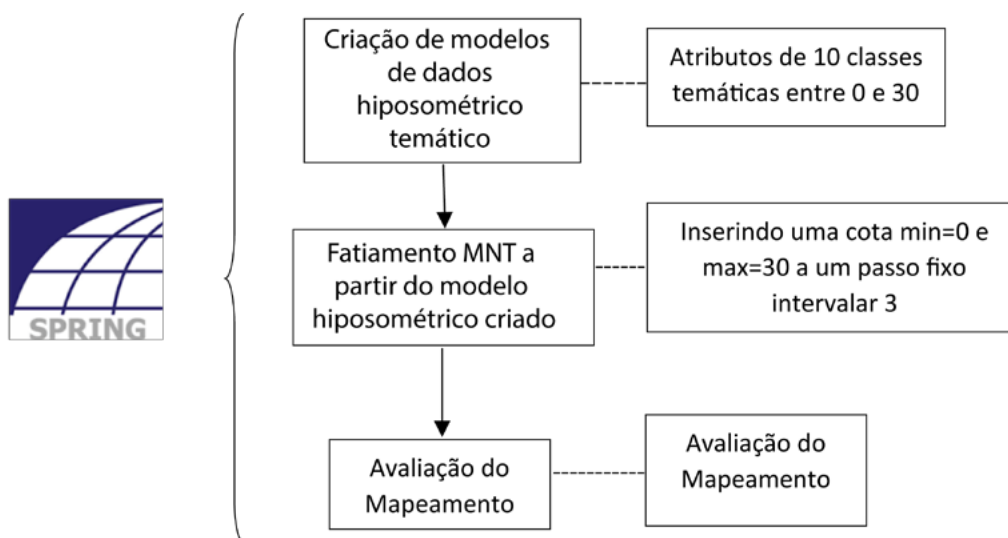 Criação de modelos
de dados
hiposométrico
temático
Atributos de 10 classes
temáticas entre 0 e 30
SPRING
Fatiamento MNT a
partir do modelo
hiposométrico criado
Inserindo uma cota min=0 e
max=30 a um passo fixo
intervalar 3
Avaliação do
Mapeamento
Avaliação do
Mapeamento